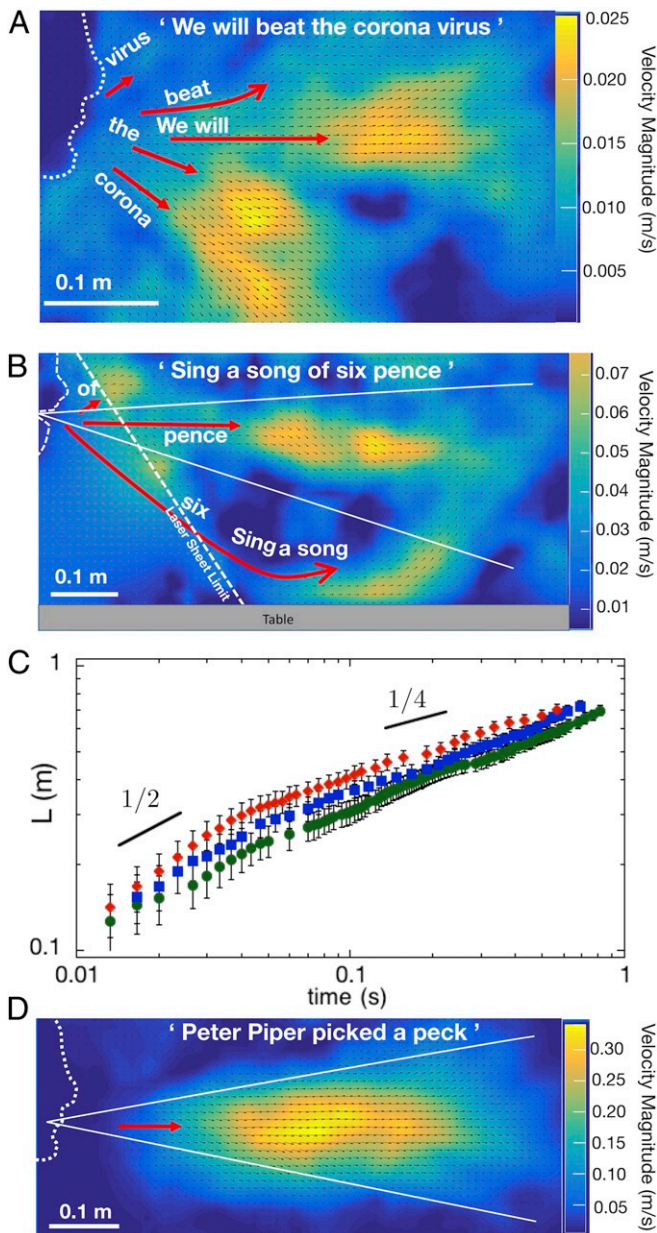 A
' We will beat the corona virus '
virus
beat
We will
the
corona
0.1 m
0.025
0.020
0.015
0.010
0.005
Velocity Magnitude (m/s)
B
' Sing a song of six pence '
of
pence
six
Sing a song
Laser Sheet Limit
0.1 m
Table
0.07
0.06
0.05
0.04
0.03
0.02
0.01
Velocity Magnitude (m/s)
C
1
1/4
1/2
L (m)
0.1
0.01
0.1
1
time (s)
D
' Peter Piper picked a peck '
0.1 m
0.30
0.25
0.20
0.15
0.10
0.05
Velocity Magnitude (m/s)